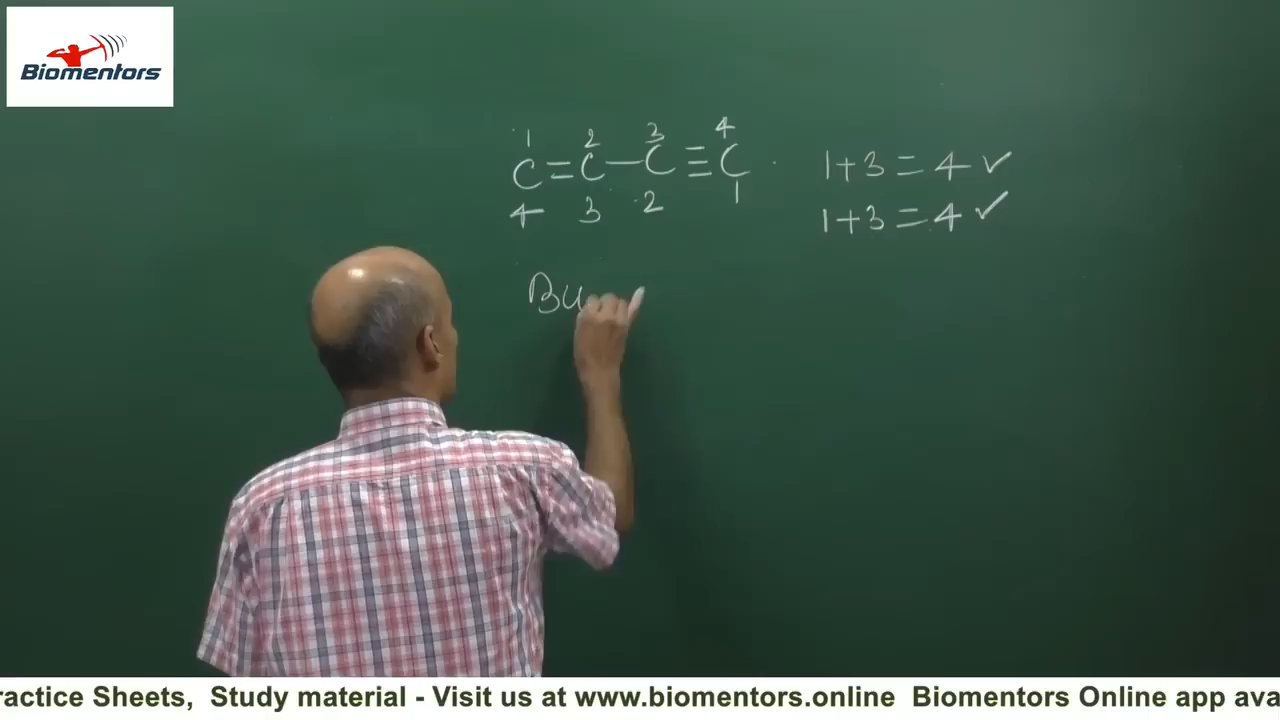 Biomentors
1 2 3 4
C=C—C≡C
4 3 2 1
1+3=4✓
1+3=4✓
Bu
ractice Sheets, Study material - Visit us at www.biomentors.online Biomentors Online app ava